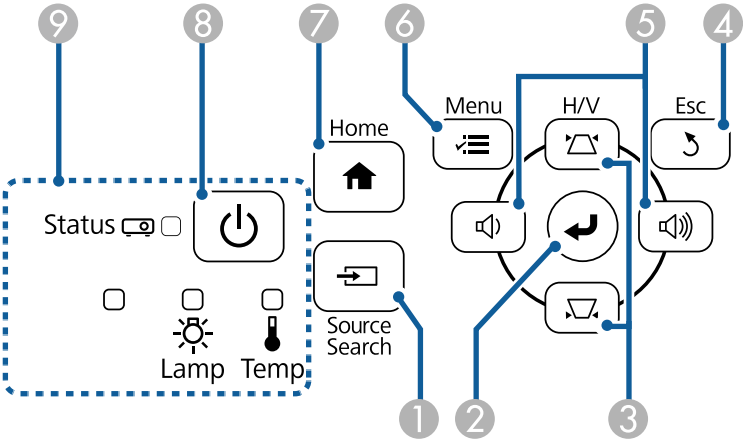 9 8 7 6 5 4
Menu H/V Esc
Home
Status
Source
Search
Lamp Temp
1 2 3